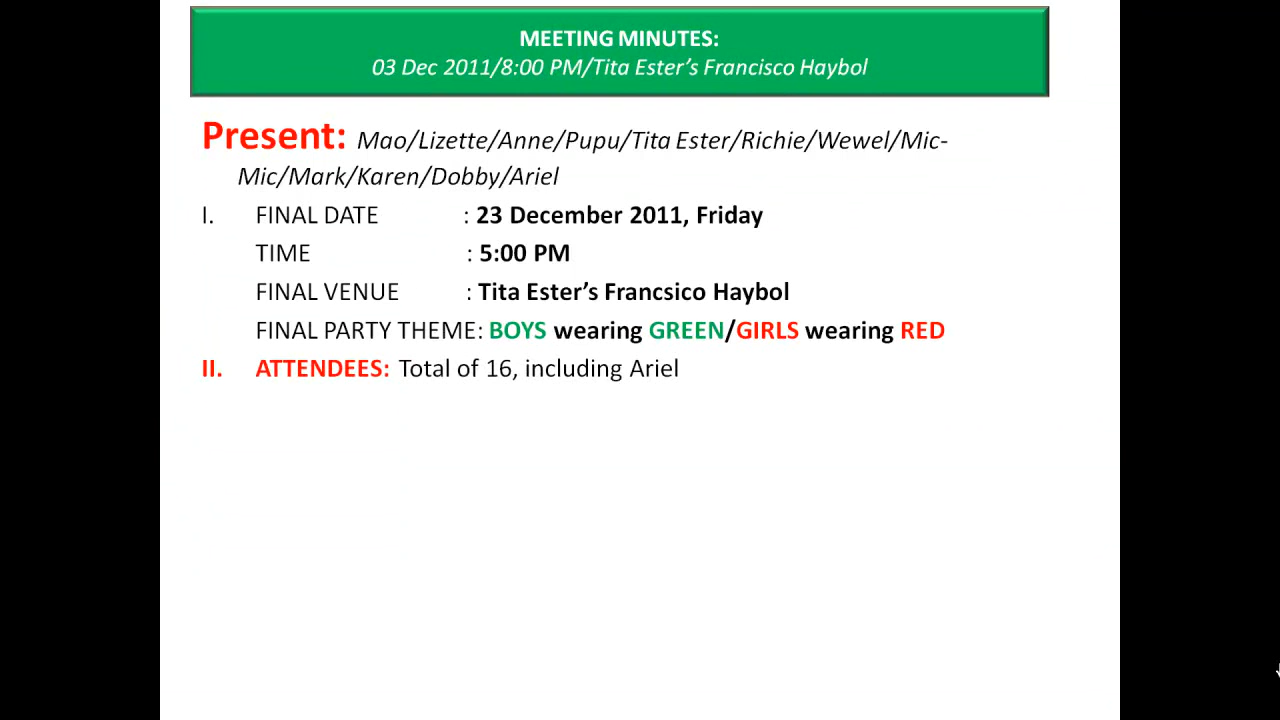 MEETING MINUTES:
03 Dec 2011/8:00 PM/Tita Ester’s Francisco Haybol
Present: Mao/Lizette/Anne/Pupu/Tita Ester/Richie/Wewel/Mic-
Mic/Mark/Karen/Dobby/Ariel
I. FINAL DATE : 23 December 2011, Friday
TIME : 5:00 PM
FINAL VENUE : Tita Ester’s Francsico Haybol
FINAL PARTY THEME: BOYS wearing GREEN/GIRLS wearing RED
II. ATTENDEES: Total of 16, including Ariel